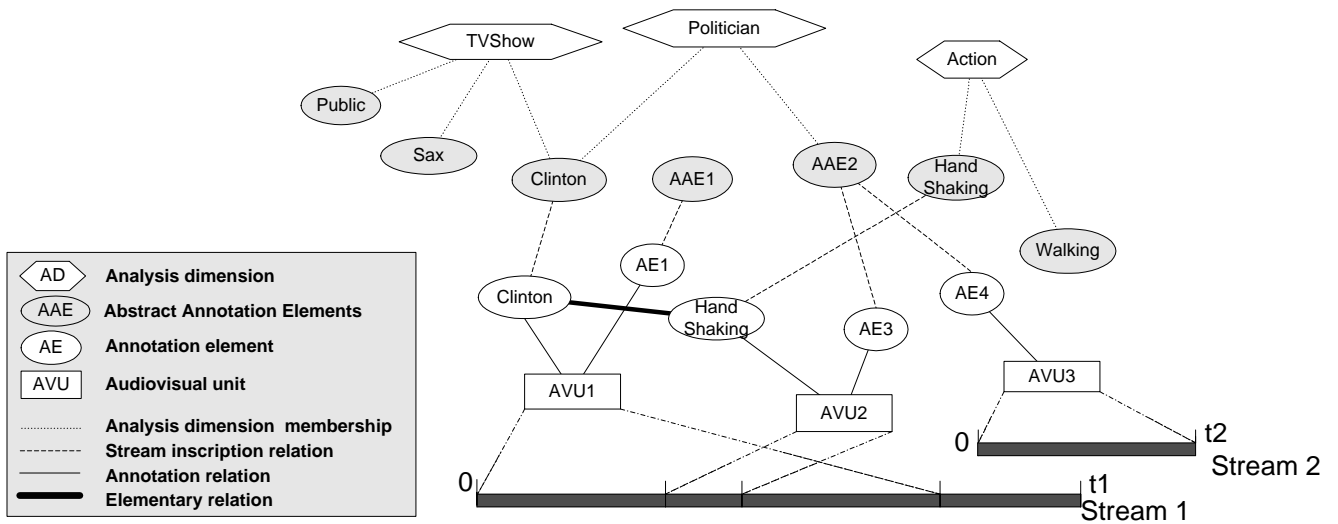 Politician
TVShow
Action
Public
Sax
Clinton
AAE1
AAE2
Hand
Shaking
Walking
AE1
Clinton
Hand
Shaking
AE3
AE4
AVU1
AVU2
AVU3
0
t2
Stream 2
0
t1
Stream 1
AD Analysis dimension
AAE Abstract Annotation Elements
AE Annotation element
AVU Audiovisual unit
Analysis dimension membership
Stream inscription relation
Annotation relation
Elementary relation